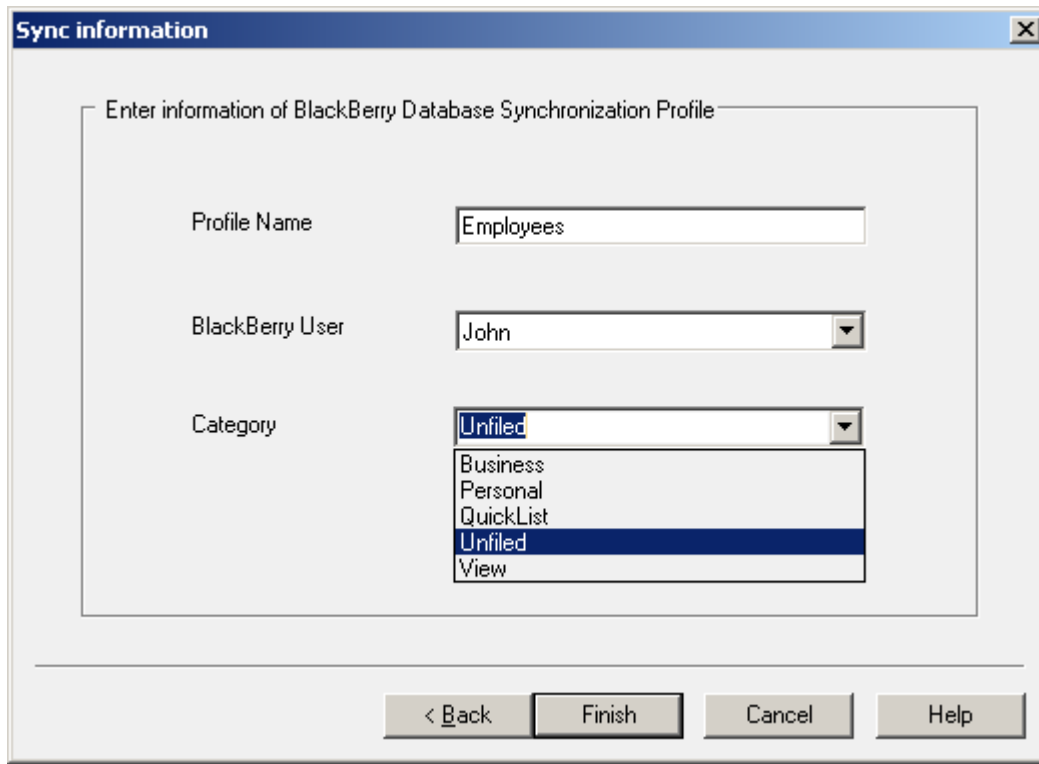 Sync information
Enter information of BlackBerry Database Synchronization Profile
Profile Name
Employees
BlackBerry User
John
Category
Unfiled
Business
Personal
QuickList
Unfiled
View
< Back
Finish
Cancel
Help